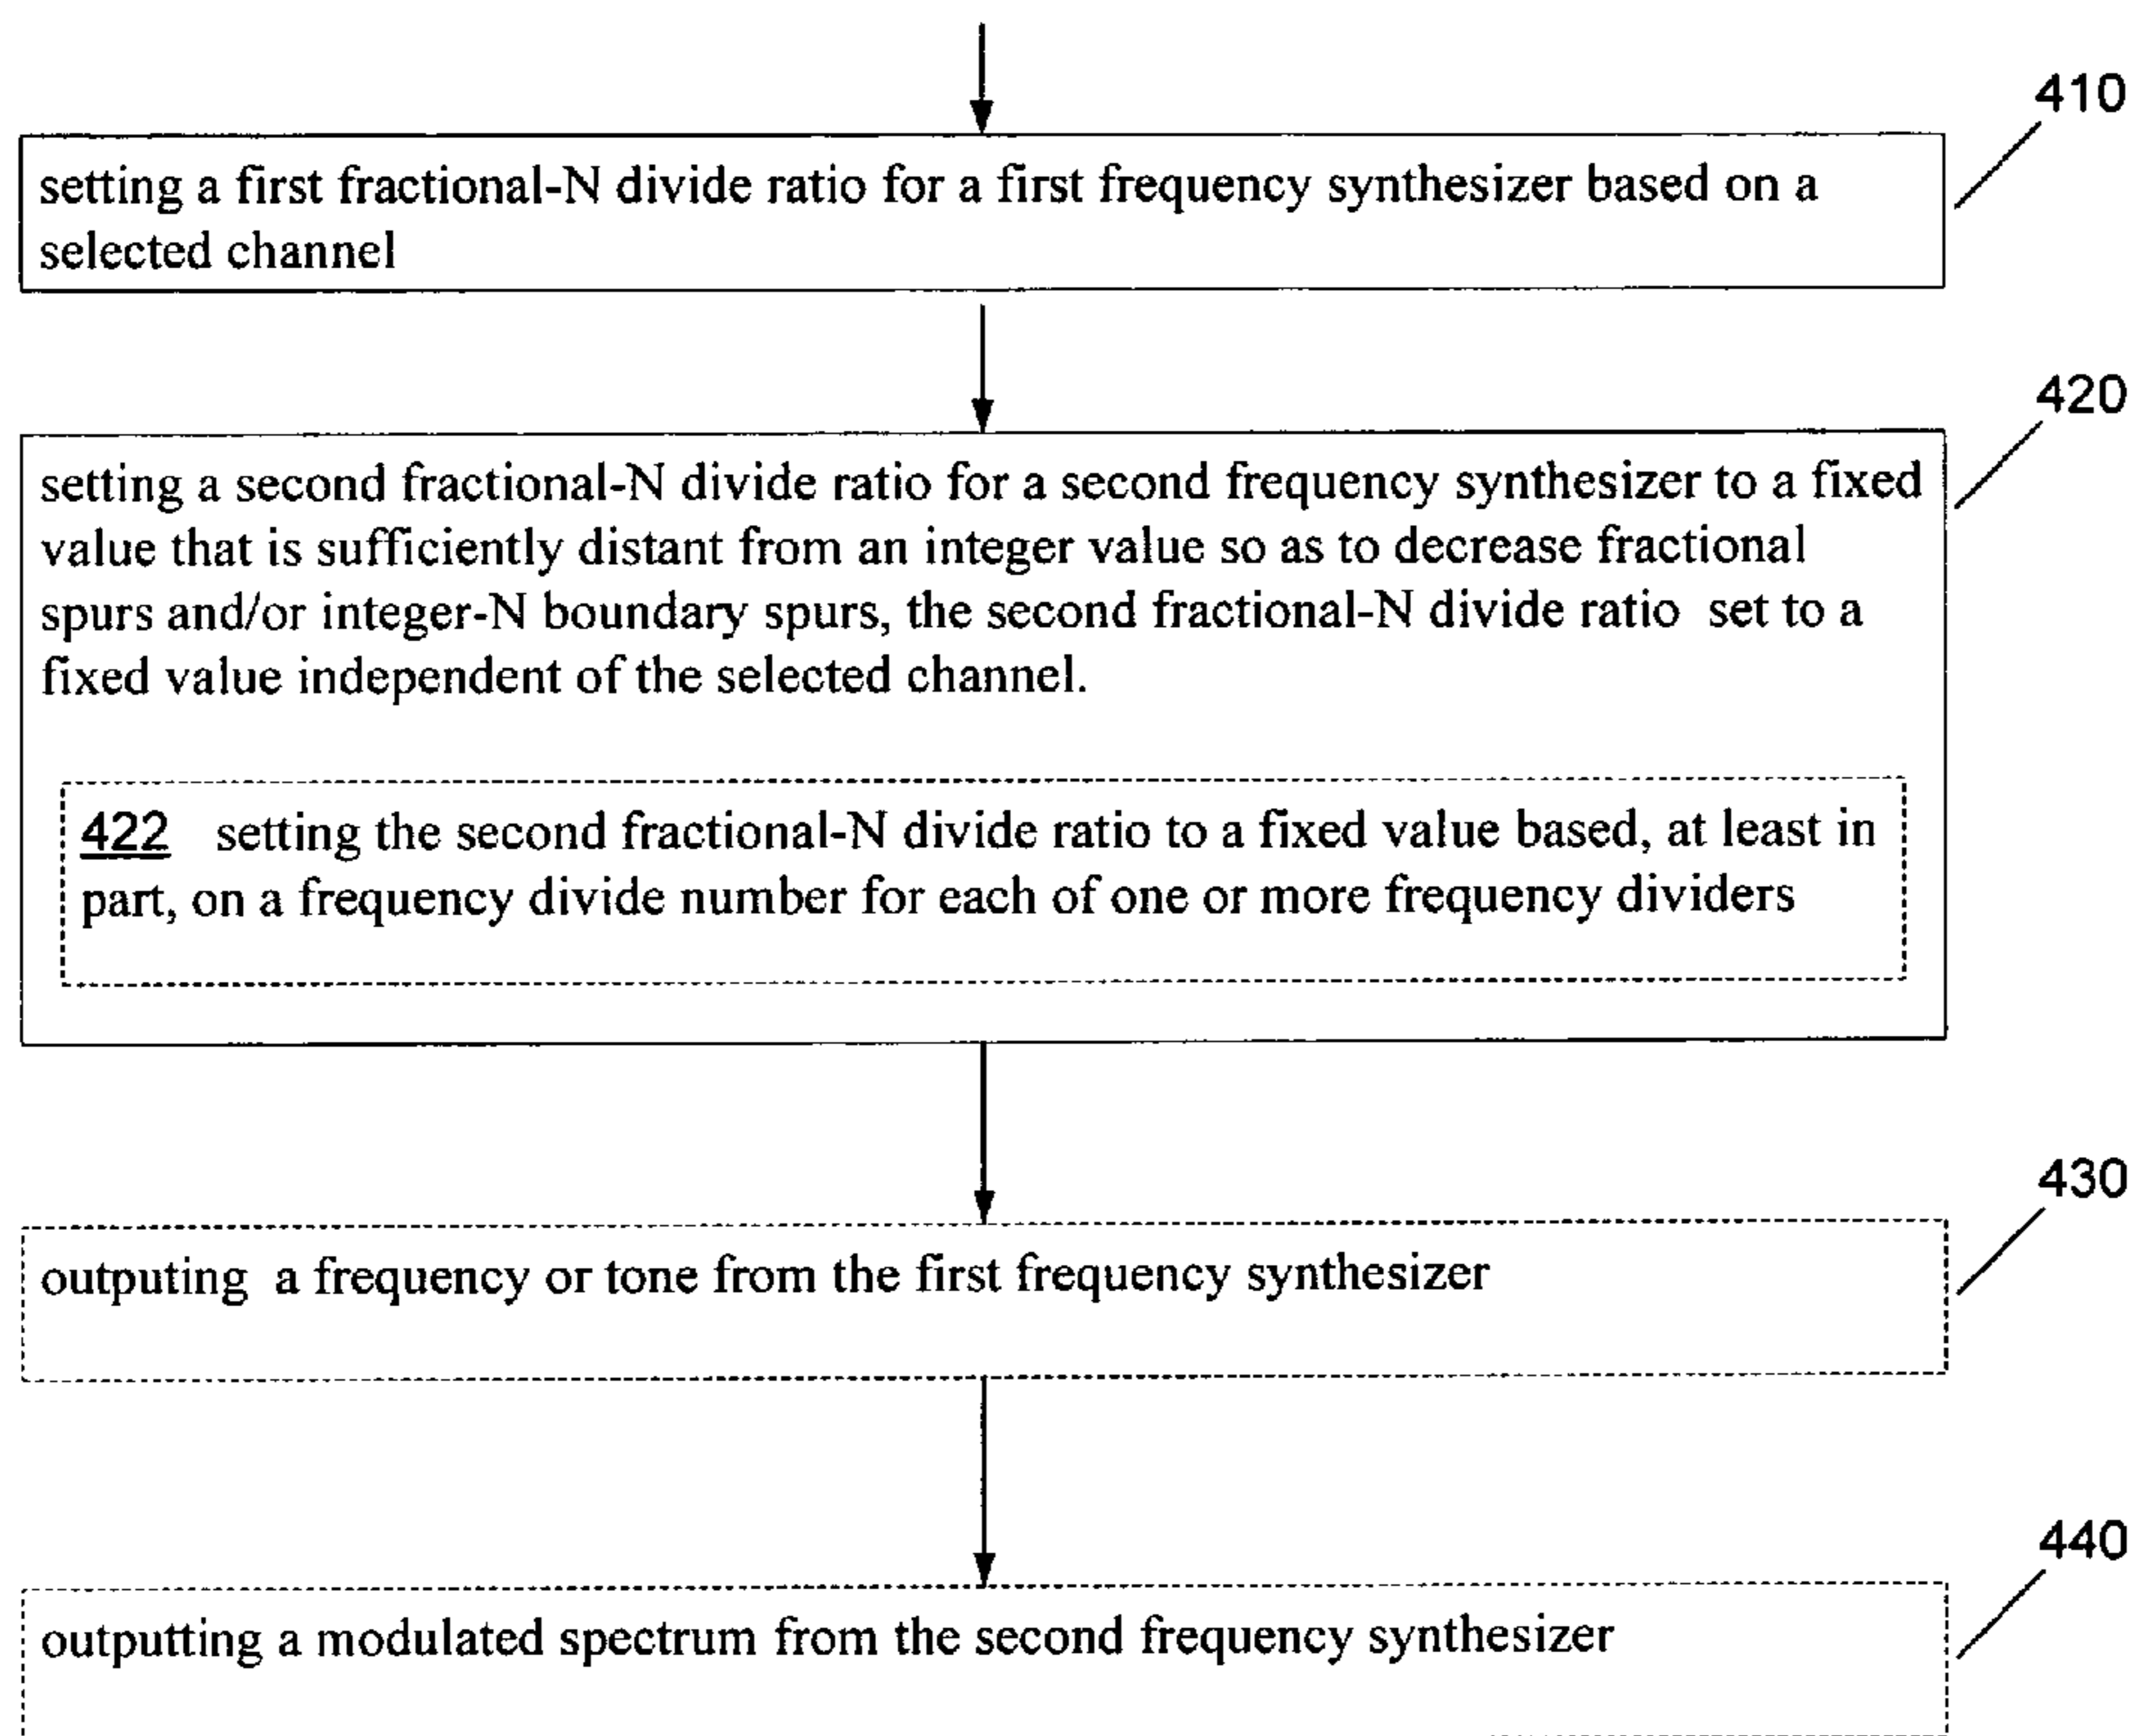 410
setting a first fractional-N divide ratio for a first frequency synthesizer based on a
selected channel
420
setting a second fractional-N divide ratio for a second frequency synthesizer to a fixed
value that is sufficiently distant from an integer value so as to decrease fractional
spurs and/or integer-N boundary spurs, the second fractional-N divide ratio set to a
fixed value independent of the selected channel.
422 setting the second fractional-N divide ratio to a fixed value based, at least in
part, on a frequency divide number for each of one or more frequency dividers
430
outputing a frequency or tone from the first frequency synthesizer
440
outputting a modulated spectrum from the second frequency synthesizer